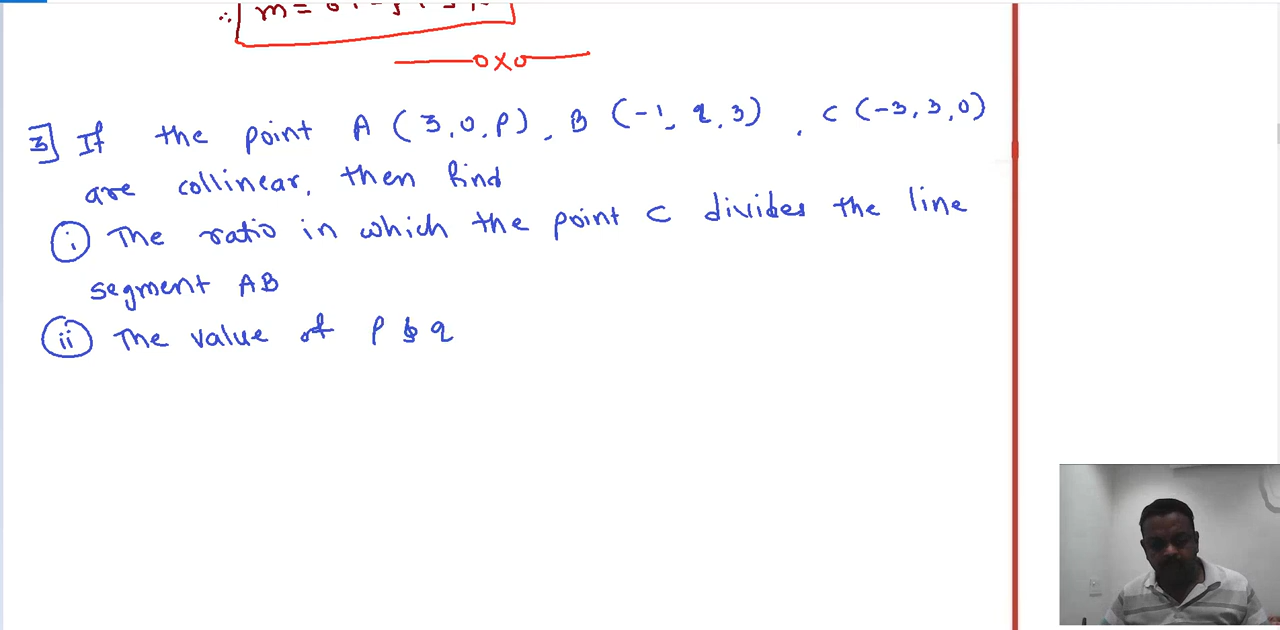 ∴ m =
oxo
3] If the point A (3,0,p), B (-1, q, 3), C (-3,3,0)
are collinear, then find
(i) The ratio in which the point C divides the line
segment AB
(ii) The value of p & q